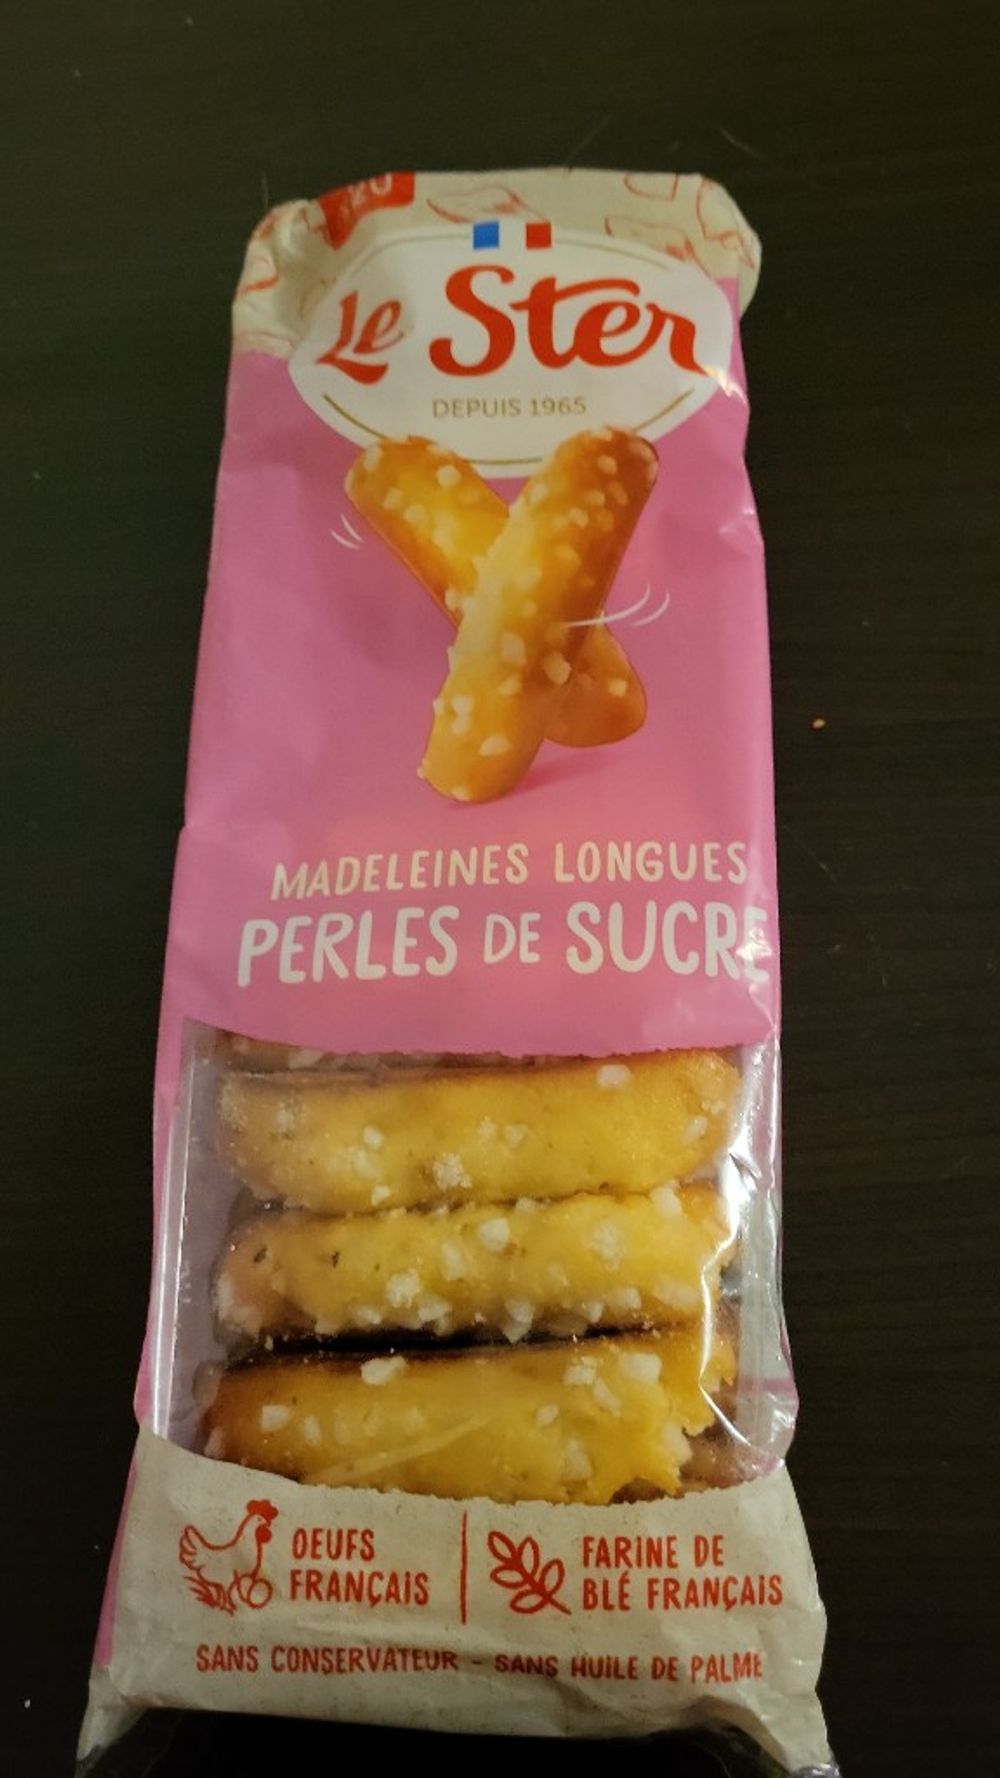 x20
Le Ster
DEPUIS 1965
MADELEINES LONGUES
PERLES DE SUCRE
OEUFS
FRANÇAIS
FARINE DE
BLÉ FRANÇAIS
SANS CONSERVATEUR - SANS HUILE DE PALME